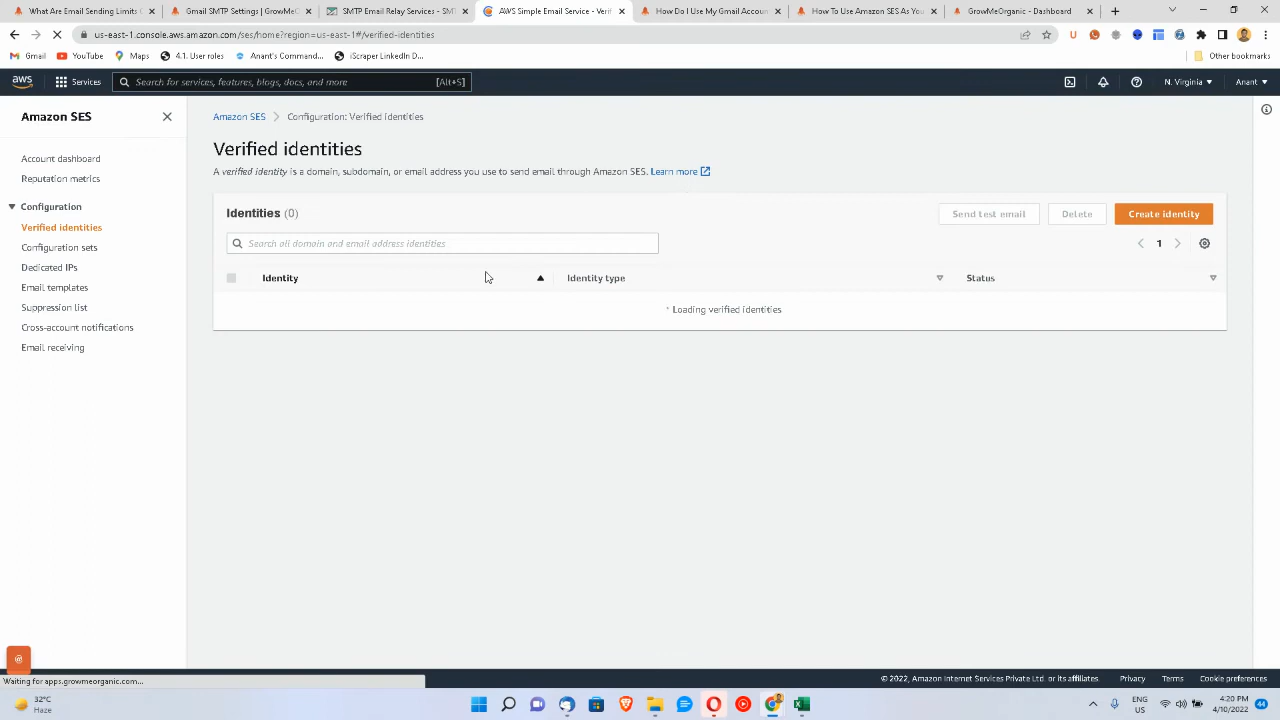 What Are Email Sending Limits
Gmail SMTP Settings | GrowMeO
SMTP Email Relay Services - SMT
AWS Simple Email Service - Verif
How Do I Use My Gmail Accoun
How To Use Amazon SES As You
GrowMeOrganic - Dashboard
us-east-1.console.aws.amazon.com/ses/home?region=us-east-1#/verified-identities
Gmail
YouTube
Maps
4.1. User roles
Anant's Command...
iScraper LinkedIn D...
Other bookmarks
aws
Services
Search for services, features, blogs, docs, and more
[Alt+S]
N. Virginia
Anant
Amazon SES
Account dashboard
Reputation metrics
Configuration
Verified identities
Configuration sets
Dedicated IPs
Email templates
Suppression list
Cross-account notifications
Email receiving
Amazon SES
Configuration: Verified identities
Verified identities
A verified identity is a domain, subdomain, or email address you use to send email through Amazon SES. Learn more
Identities (0)
Send test email
Delete
Create identity
Search all domain and email address identities
1
Identity
Identity type
Status
Loading verified identities
Waiting for apps.growmeorganic.com...
© 2022, Amazon Internet Services Private Ltd. or its affiliates.
Privacy
Terms
Cookie preferences
32°C
Haze
ENG
US
4:20 PM
4/10/2022
44